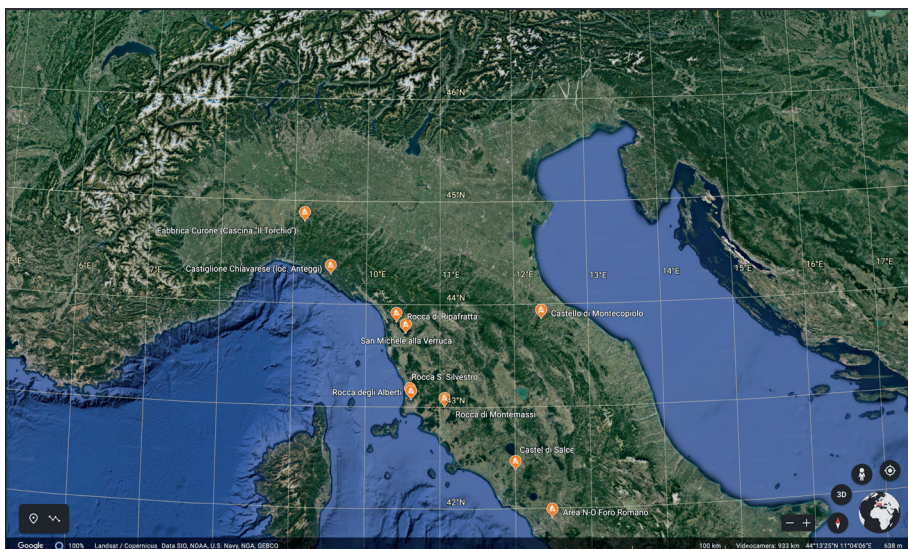 46°N
45°N
Fabbrica Curone (Cascina "Il Torchio")
Castiglione Chiavarese (loc. Anteggi)
6°E
7°E
10°E
11°E
12°E
13°E
14°E
15°E
16°E
17°E
44°N
Rocca di Ripafratta
Castello di Montecopiolo
San Michele alla Verruca
Rocca S. Silvestro
Rocca degli Alberti
43°N
Rocca di Montemassi
Castel di Salce
42°N
Area N-O Foro Romano
3D
Google
100%
Landsat / Copernicus Data SIO, NOAA, U.S. Navy, NGA, GEBCO
100 km
Videocamera: 933 km
44°13'25"N 11°04'06"E
638 m